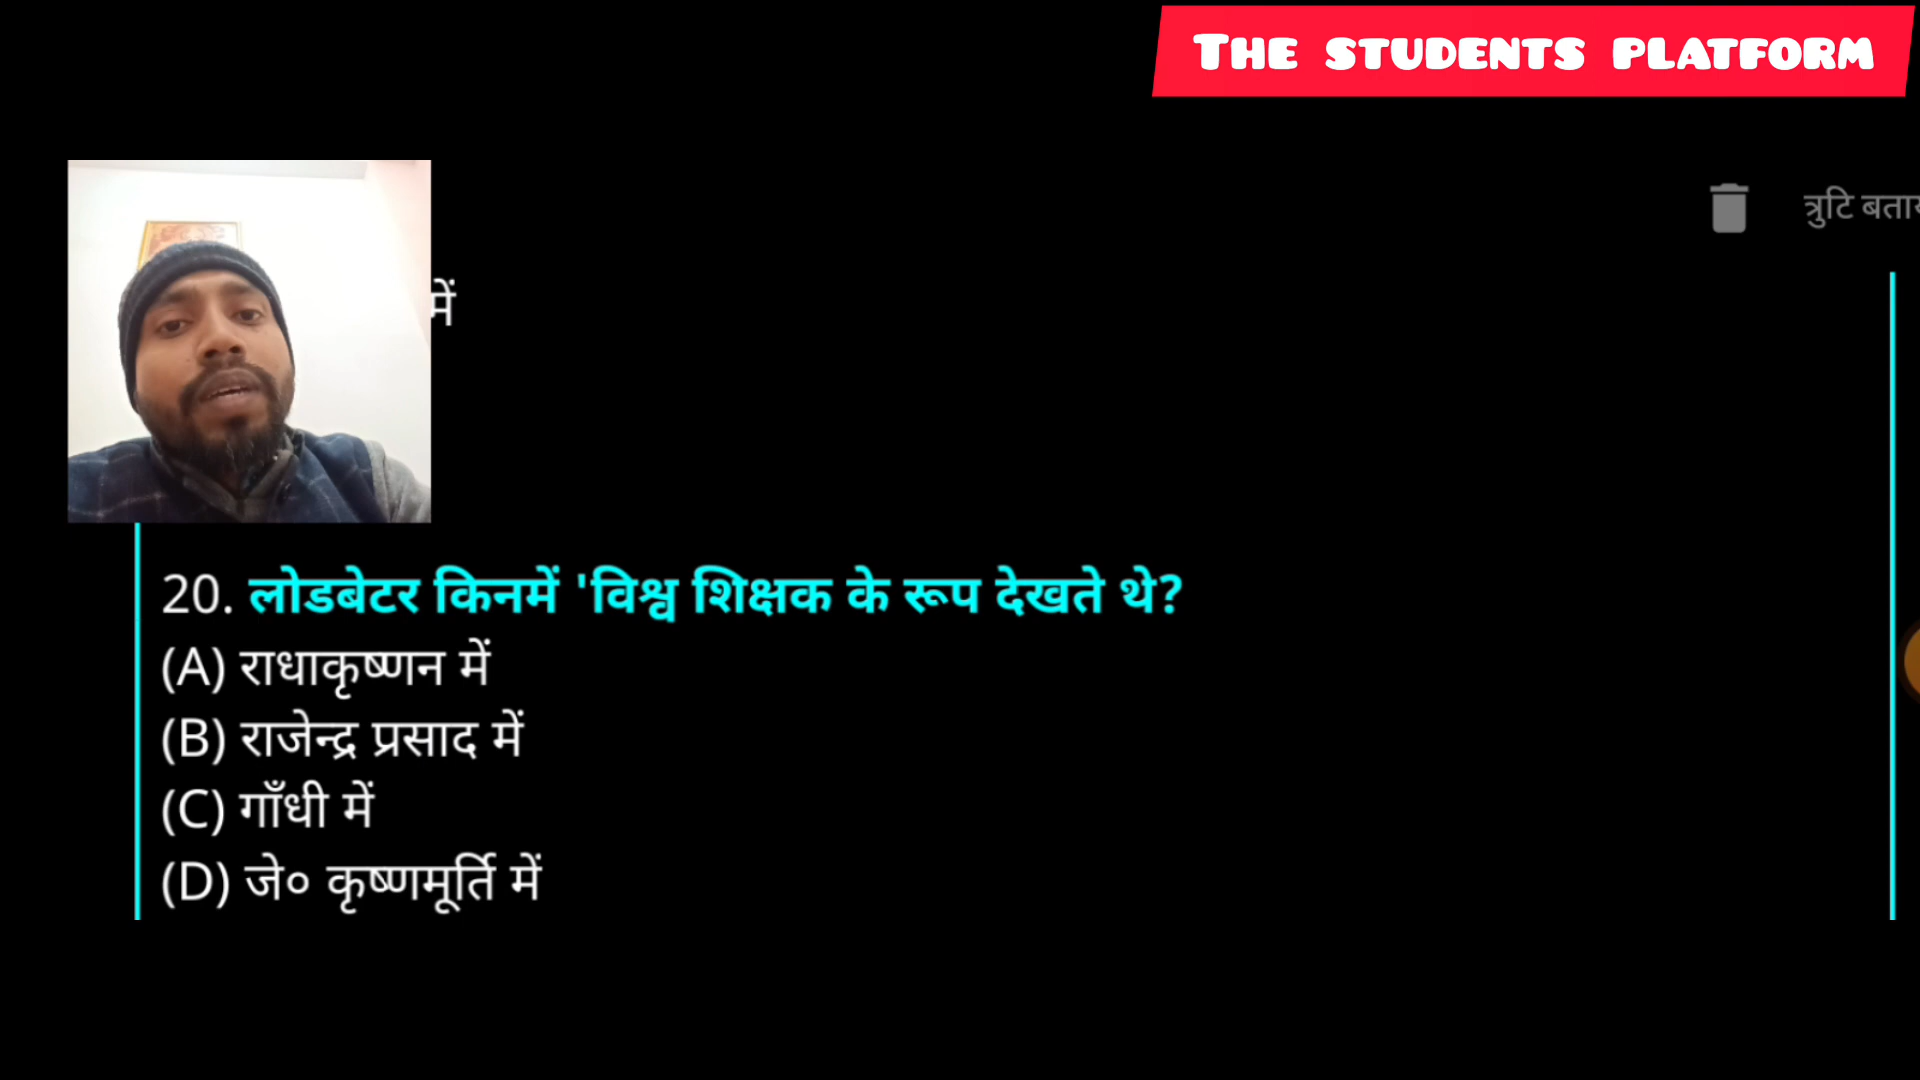 THE STUDENTS PLATFORM
त्रुटि
में
20. लोडबेटर किनमें 'विश्व शिक्षक के रूप देखते थे?
(A) राधाकृष्णन में
(B) राजेन्द्र प्रसाद में
(C) गाँधी में
(D) जे० कृष्णमूर्ति में